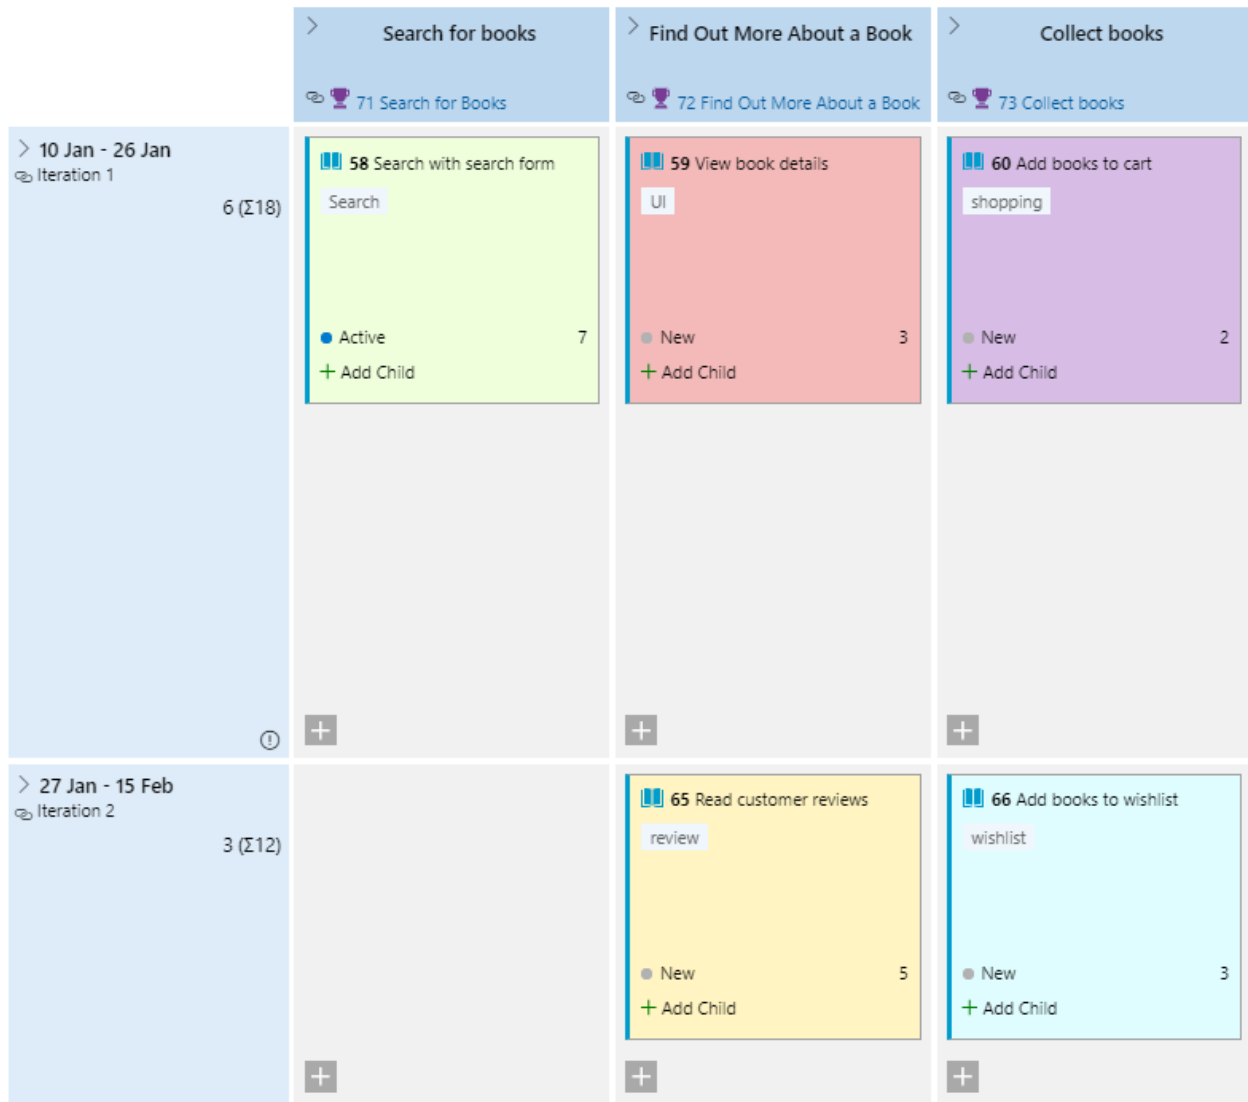 Search for books
71 Search for Books
Find Out More About a Book
72 Find Out More About a Book
Collect books
73 Collect books
10 Jan - 26 Jan
Iteration 1
6 (Σ18)
58 Search with search form
Search
Active 7
+ Add Child
59 View book details
UI
New 3
+ Add Child
60 Add books to cart
shopping
New 2
+ Add Child
27 Jan - 15 Feb
Iteration 2
3 (Σ12)
65 Read customer reviews
review
New 5
+ Add Child
66 Add books to wishlist
wishlist
New 3
+ Add Child